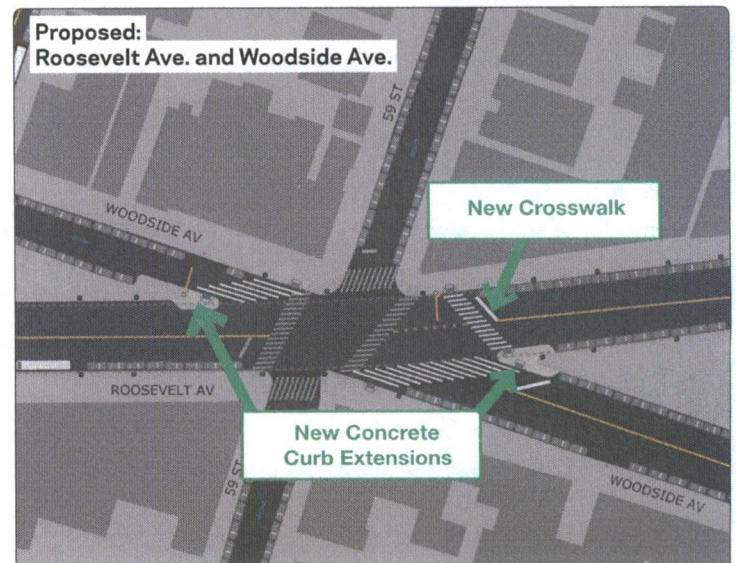 Proposed:
Roosevelt Ave. and Woodside Ave.
59 ST
New Crosswalk
WOODSIDE AV
ROOSEVELT AV
New Concrete
Curb Extensions
59 ST
WOODSIDE AV